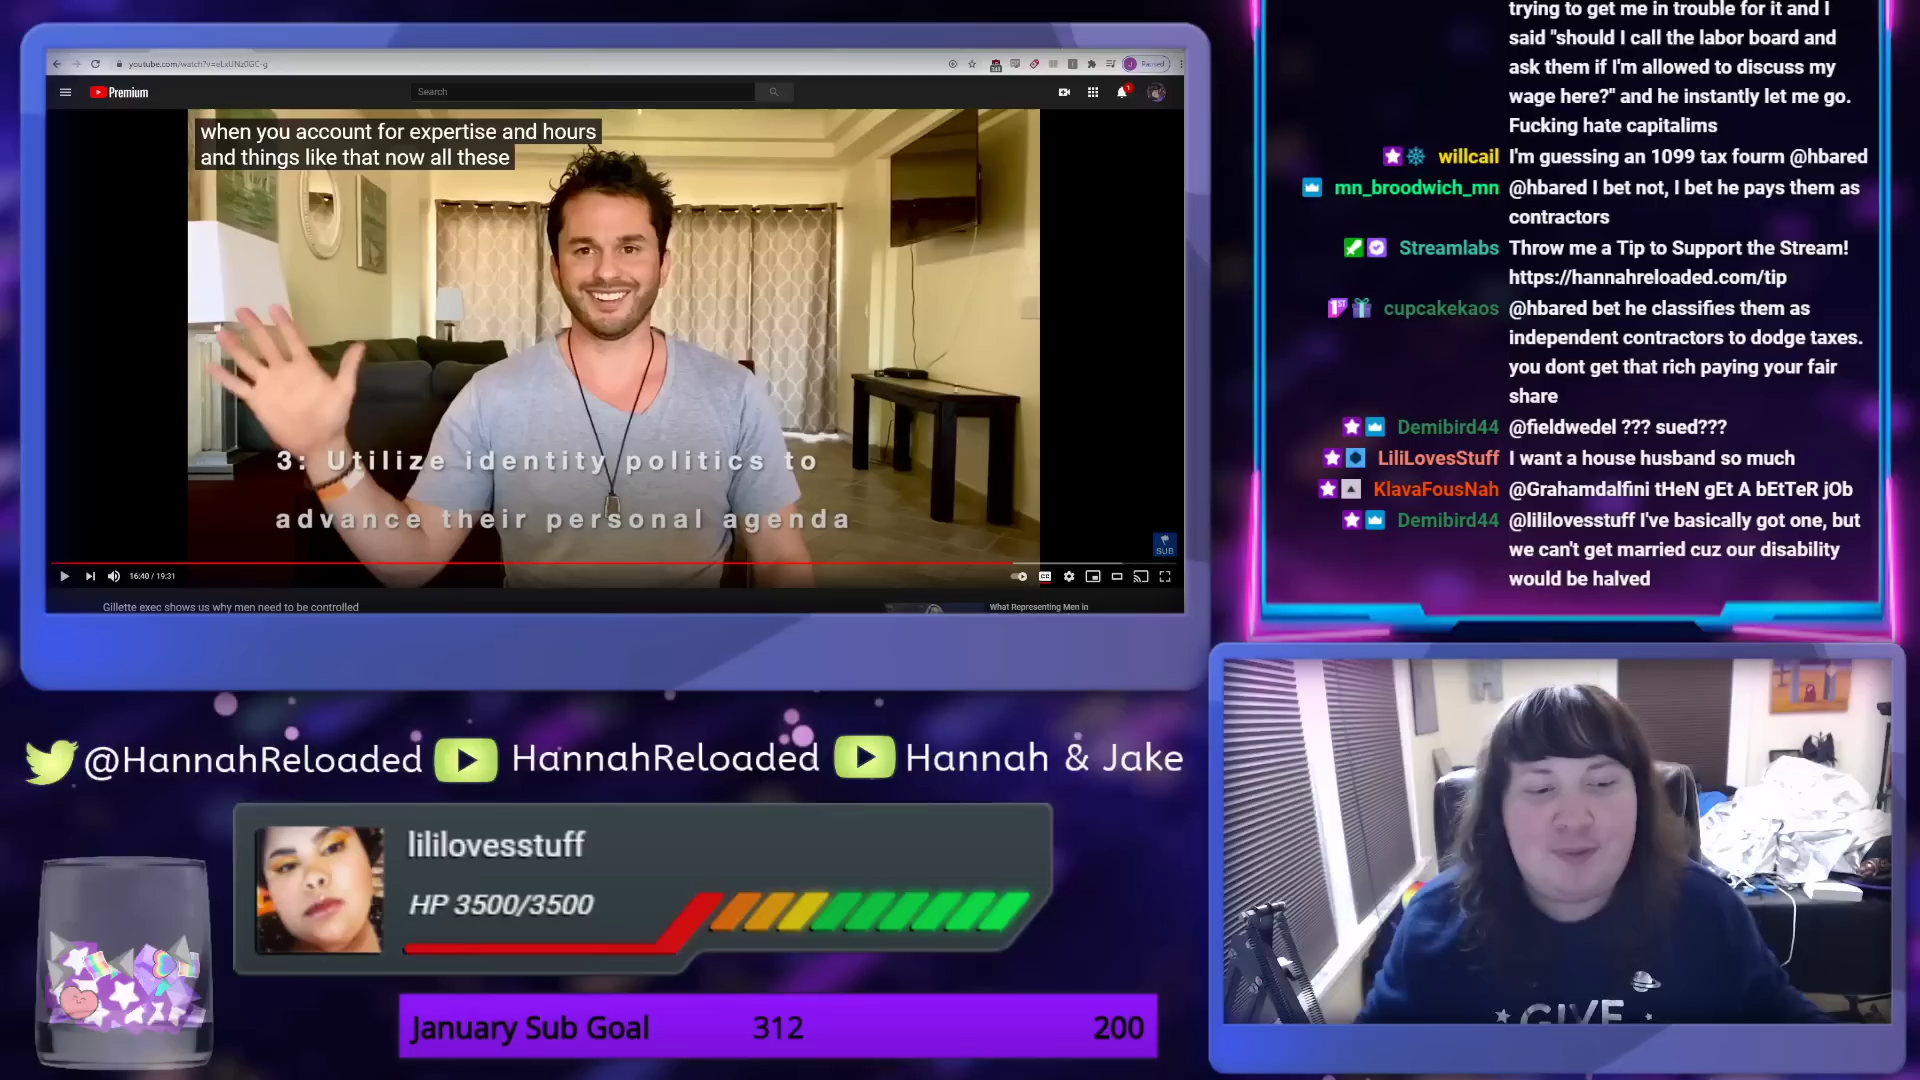 youtube.com/watch?v=eLxUNz0GC-g
Paused
Premium
Search
1
when you account for expertise and hours
and things like that now all these
3: Utilize identity politics to
advance their personal agenda
SUB
16:40 / 19:31
Gillette exec shows us why men need to be controlled
What Representing Men in
trying to get me in trouble for it and I
said "should I call the labor board and
ask them if I'm allowed to discuss my
wage here?" and he instantly let me go.
Fucking hate capitalims
willcail I'm guessing an 1099 tax fourm @hbared
mn_broodwich_mn @hbared I bet not, I bet he pays them as
contractors
Streamlabs Throw me a Tip to Support the Stream!
https://hannahreloaded.com/tip
cupcakekaos @hbared bet he classifies them as
independent contractors to dodge taxes.
you dont get that rich paying your fair
share
Demibird44 @fieldwedel ??? sued???
LiliLovesStuff I want a house husband so much
KlavaFousNah @Grahamdalfini tHeN gEt A bEtTeR jOb
Demibird44 @lililovesstuff I've basically got one, but
we can't get married cuz our disability
would be halved
@HannahReloaded HannahReloaded Hannah & Jake
lililovesstuff
HP 3500/3500
January Sub Goal 312 200
GIVE